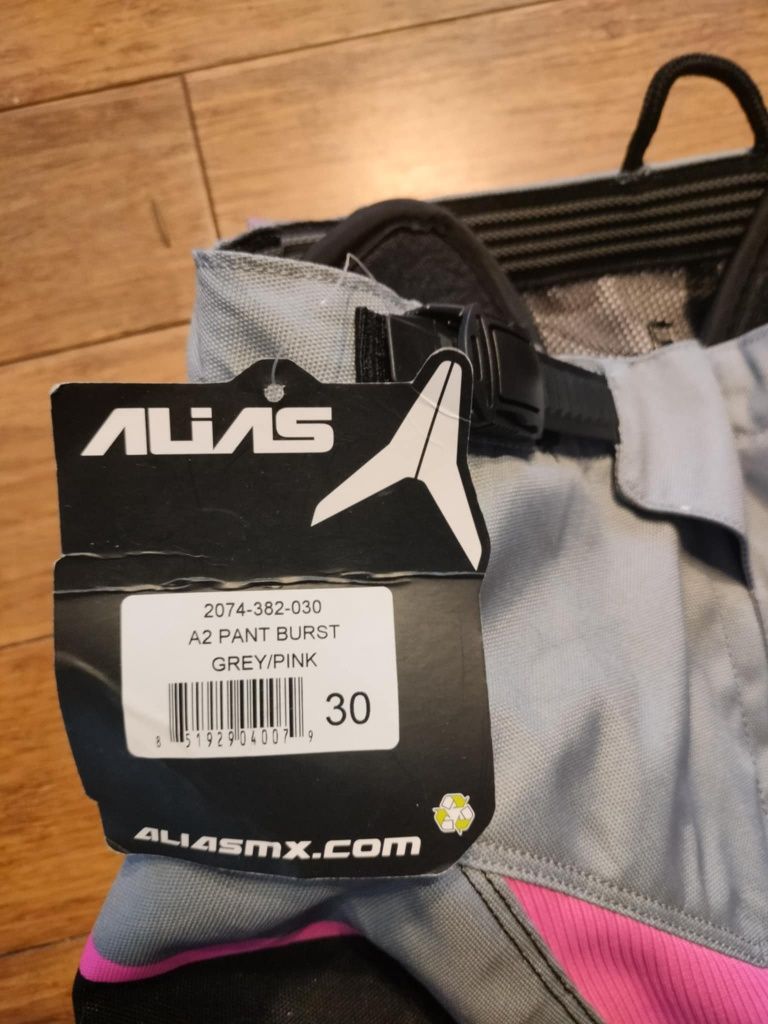 ALiAS
2074-382-030
A2 PANT BURST
GREY/PINK
30
8 51929 04007 9
ALIASMX.COM